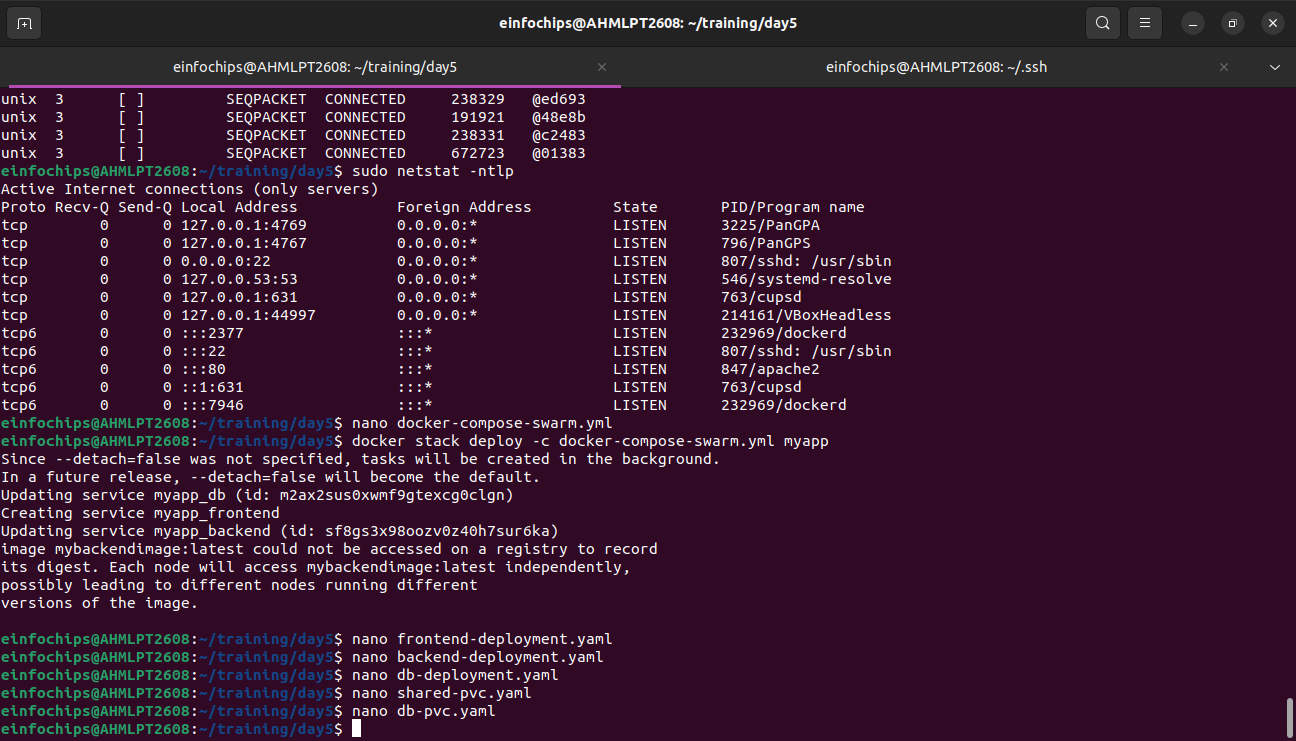 einfochips@AHMLPT2608: ~/training/day5
einfochips@AHMLPT2608: ~/training/day5
einfochips@AHMLPT2608: ~/.ssh
unix  3      [ ]         SEQPACKET  CONNECTED     238329   @ed693
unix  3      [ ]         SEQPACKET  CONNECTED     191921   @48e8b
unix  3      [ ]         SEQPACKET  CONNECTED     238331   @c2483
unix  3      [ ]         SEQPACKET  CONNECTED     672723   @01383
einfochips@AHMLPT2608:~/training/day5$ sudo netstat -ntlp
Active Internet connections (only servers)
Proto Recv-Q Send-Q Local Address           Foreign Address         State       PID/Program name
tcp        0      0 127.0.0.1:4769          0.0.0.0:*               LISTEN      3225/PanGPA
tcp        0      0 127.0.0.1:4767          0.0.0.0:*               LISTEN      796/PanGPS
tcp        0      0 0.0.0.0:22              0.0.0.0:*               LISTEN      807/sshd: /usr/sbin
tcp        0      0 127.0.0.53:53           0.0.0.0:*               LISTEN      546/systemd-resolve
tcp        0      0 127.0.0.1:631           0.0.0.0:*               LISTEN      763/cupsd
tcp        0      0 127.0.0.1:44997         0.0.0.0:*               LISTEN      214161/VBoxHeadless
tcp6       0      0 :::2377                 :::*                    LISTEN      232969/dockerd
tcp6       0      0 :::22                   :::*                    LISTEN      807/sshd: /usr/sbin
tcp6       0      0 :::80                   :::*                    LISTEN      847/apache2
tcp6       0      0 ::1:631                 :::*                    LISTEN      763/cupsd
tcp6       0      0 :::7946                 :::*                    LISTEN      232969/dockerd
einfochips@AHMLPT2608:~/training/day5$ nano docker-compose-swarm.yml
einfochips@AHMLPT2608:~/training/day5$ docker stack deploy -c docker-compose-swarm.yml myapp
Since --detach=false was not specified, tasks will be created in the background.
In a future release, --detach=false will become the default.
Updating service myapp_db (id: m2ax2sus0xwmf9gtexcg0clgn)
Creating service myapp_frontend
Updating service myapp_backend (id: sf8gs3x98oozv0z40h7sur6ka)
image mybackendimage:latest could not be accessed on a registry to record
its digest. Each node will access mybackendimage:latest independently,
possibly leading to different nodes running different
versions of the image.
einfochips@AHMLPT2608:~/training/day5$ nano frontend-deployment.yaml
einfochips@AHMLPT2608:~/training/day5$ nano backend-deployment.yaml
einfochips@AHMLPT2608:~/training/day5$ nano db-deployment.yaml
einfochips@AHMLPT2608:~/training/day5$ nano shared-pvc.yaml
einfochips@AHMLPT2608:~/training/day5$ nano db-pvc.yaml
einfochips@AHMLPT2608:~/training/day5$